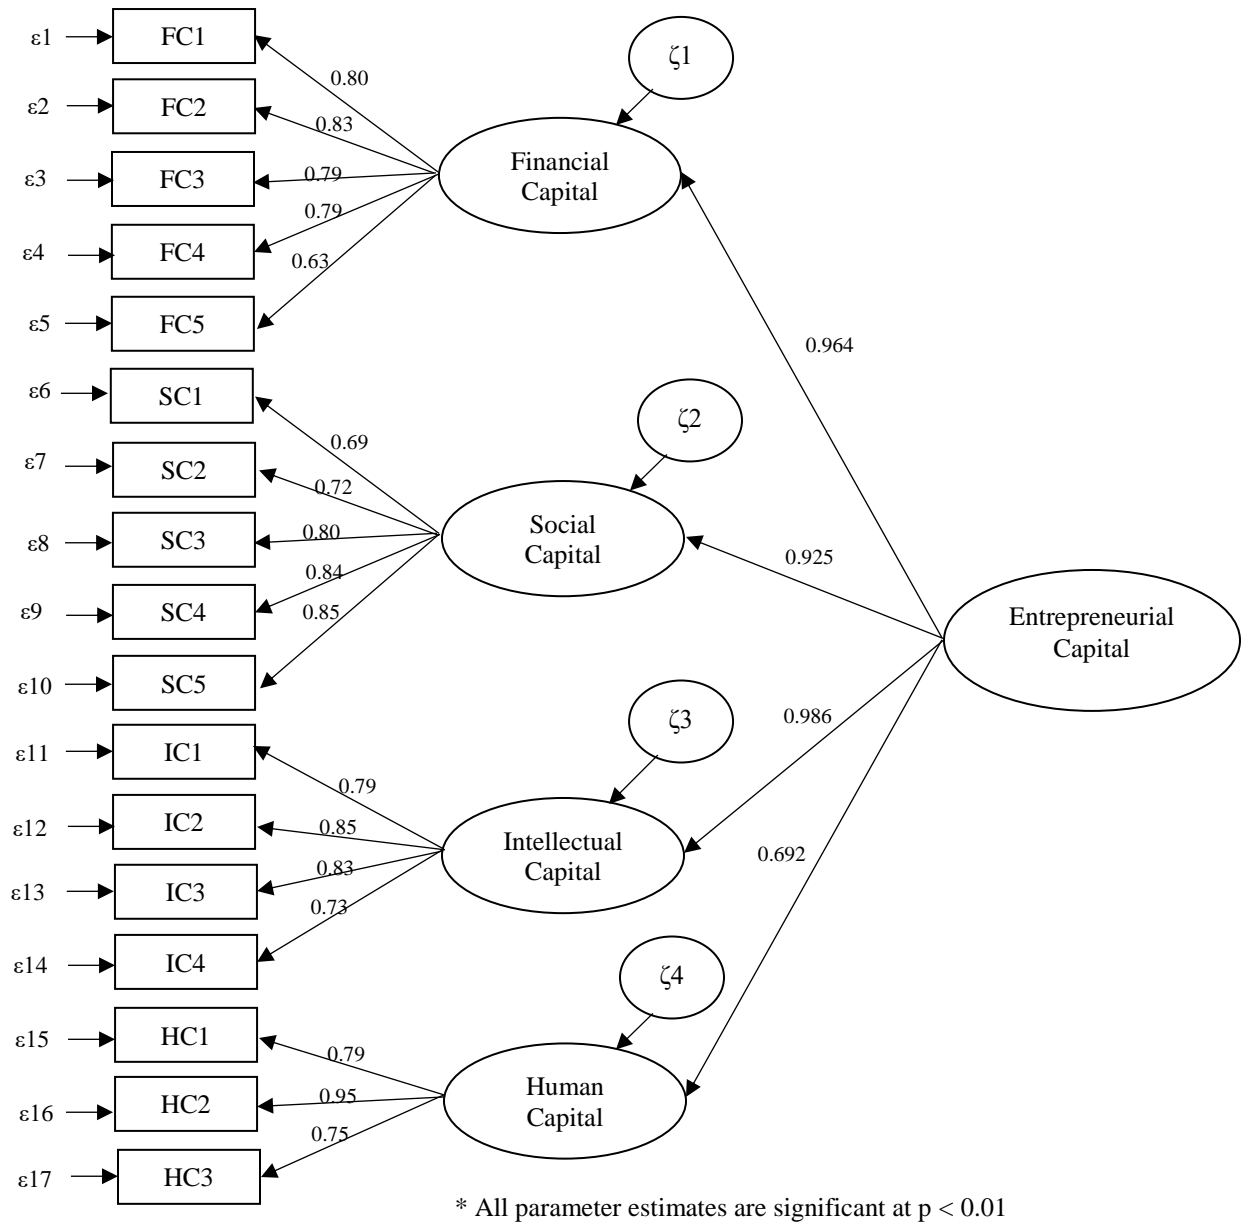 ε1
FC1
0.80
ζ1
ε2
FC2
0.83
ε3
FC3
0.79
Financial
Capital
ε4
FC4
0.79
ε5
FC5
0.63
0.964
ε6
SC1
0.69
ζ2
ε7
SC2
0.72
ε8
SC3
0.80
Social
Capital
0.925
ε9
SC4
0.84
ε10
SC5
0.85
Entrepreneurial
Capital
ε11
IC1
0.79
ζ3
0.986
ε12
IC2
0.85
ε13
IC3
0.83
Intellectual
Capital
0.692
ε14
IC4
0.73
ζ4
ε15
HC1
0.79
ε16
HC2
0.95
Human
Capital
ε17
HC3
0.75
* All parameter estimates are significant at p < 0.01